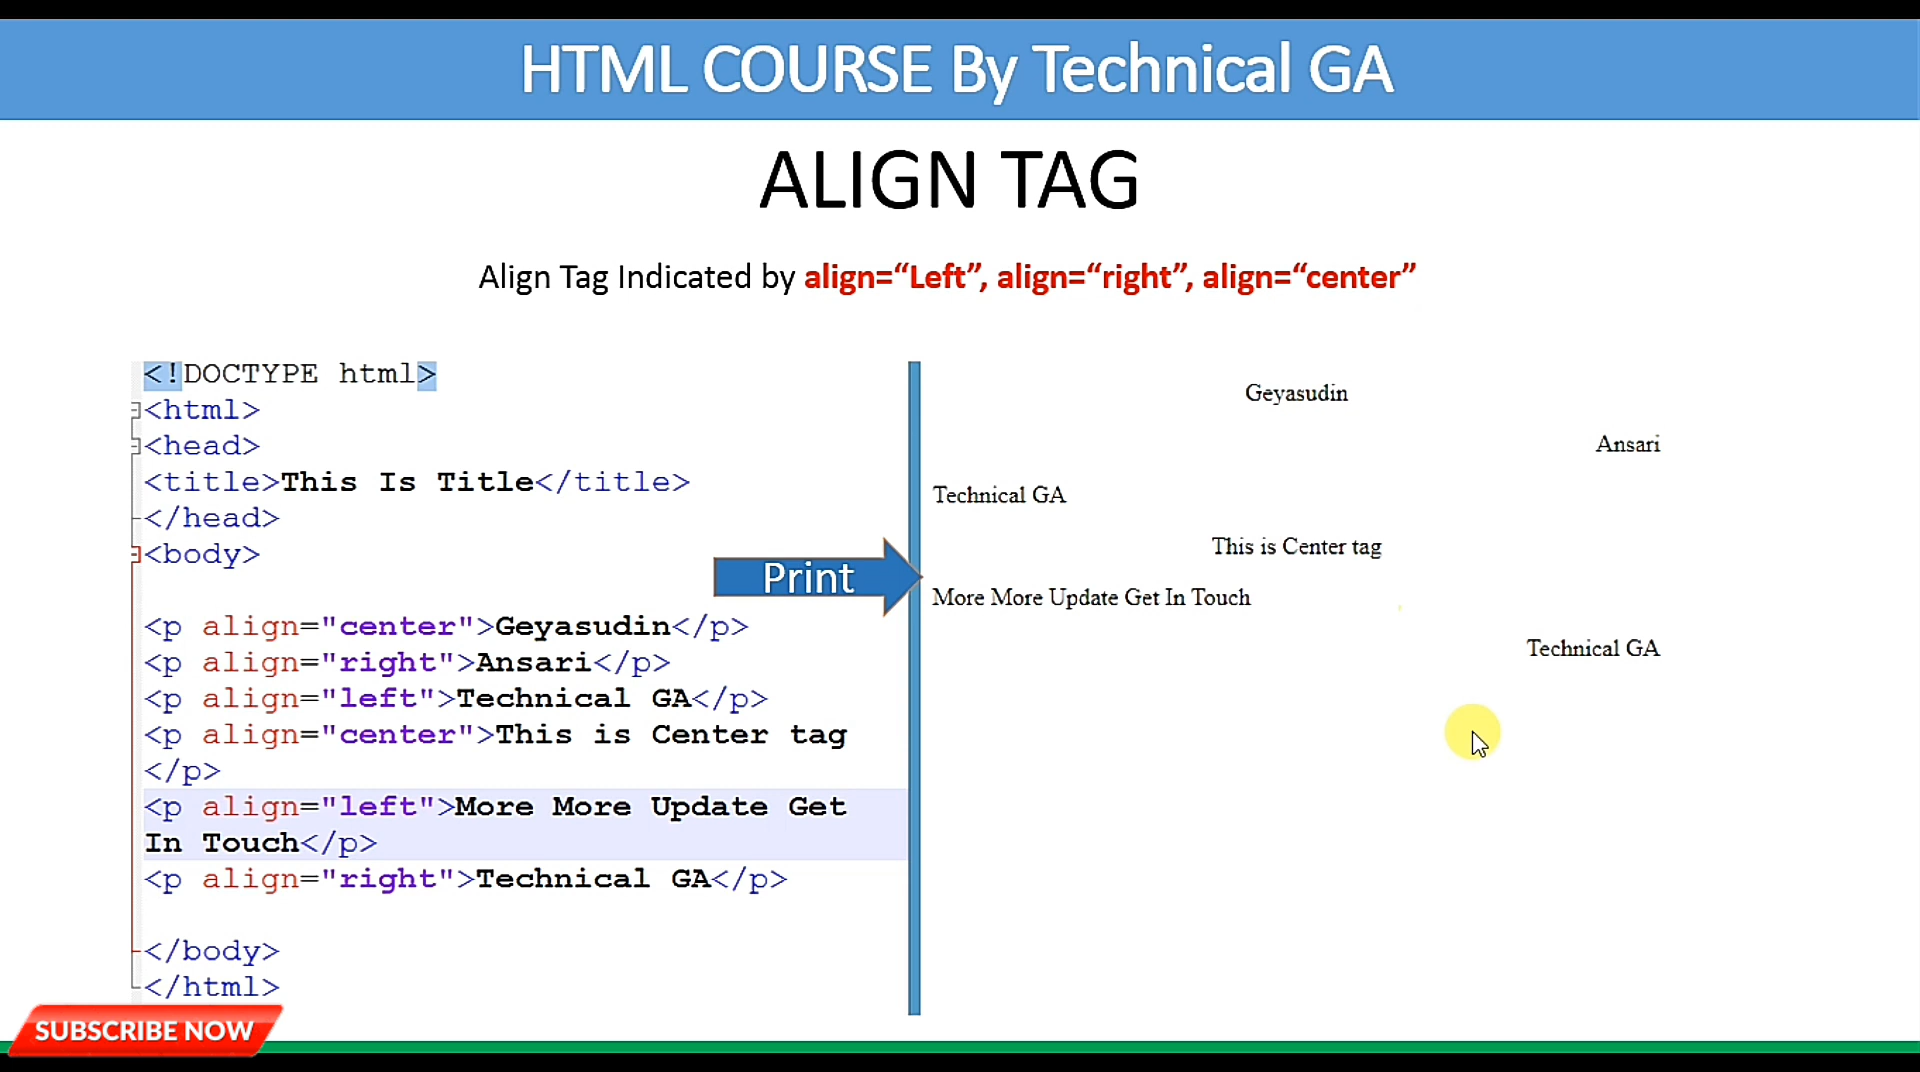 HTML COURSE By Technical GA
ALIGN TAG
Align Tag Indicated by align=“Left”, align=“right”, align=“center”
<!DOCTYPE html>
<html>
<head>
<title>This Is Title</title>
</head>
<body>
<p align="center">Geyasudin</p>
<p align="right">Ansari</p>
<p align="left">Technical GA</p>
<p align="center">This is Center tag
</p>
<p align="left">More More Update Get
In Touch</p>
<p align="right">Technical GA</p>
</body>
</html>
Print
Geyasudin
Ansari
Technical GA
This is Center tag
More More Update Get In Touch
Technical GA
SUBSCRIBE NOW